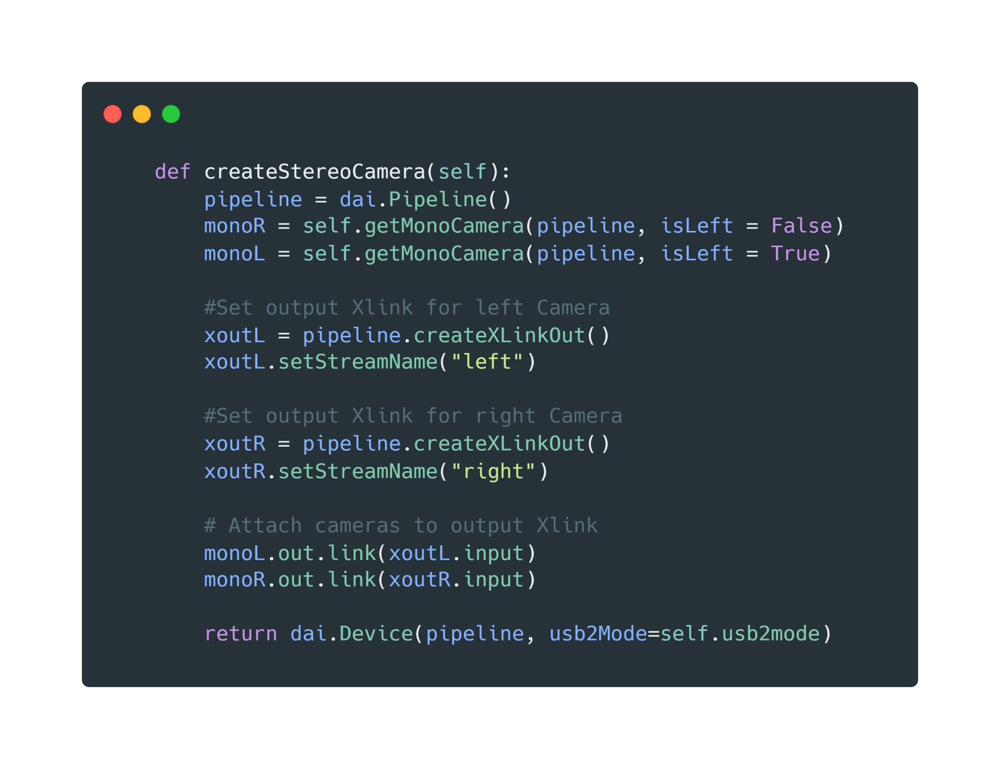 def createStereoCamera(self):
    pipeline = dai.Pipeline()
    monoR = self.getMonoCamera(pipeline, isLeft = False)
    monoL = self.getMonoCamera(pipeline, isLeft = True)

    #Set output Xlink for left Camera
    xoutL = pipeline.createXLinkOut()
    xoutL.setStreamName("left")

    #Set output Xlink for right Camera
    xoutR = pipeline.createXLinkOut()
    xoutR.setStreamName("right")

    # Attach cameras to output Xlink
    monoL.out.link(xoutL.input)
    monoR.out.link(xoutR.input)

    return dai.Device(pipeline, usb2Mode=self.usb2mode)